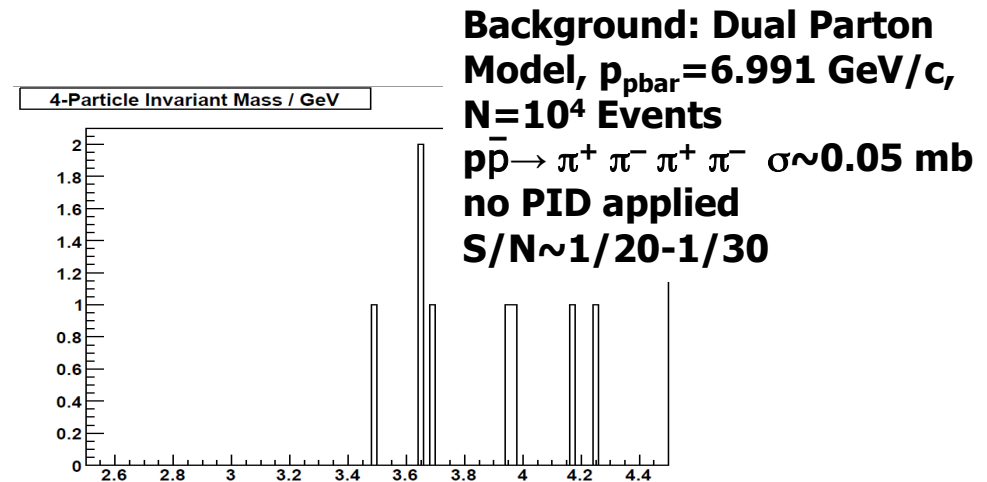 Background: Dual Parton
Model, pₚbar=6.991 GeV/c,
N=10⁴ Events
pp̄→ π⁺ π⁻ π⁺ π⁻ σ~0.05 mb
no PID applied
S/N~1/20-1/30
4-Particle Invariant Mass / GeV
2
1.8
1.6
1.4
1.2
1
0.8
0.6
0.4
0.2
0
2.6 2.8 3 3.2 3.4 3.6 3.8 4 4.2 4.4